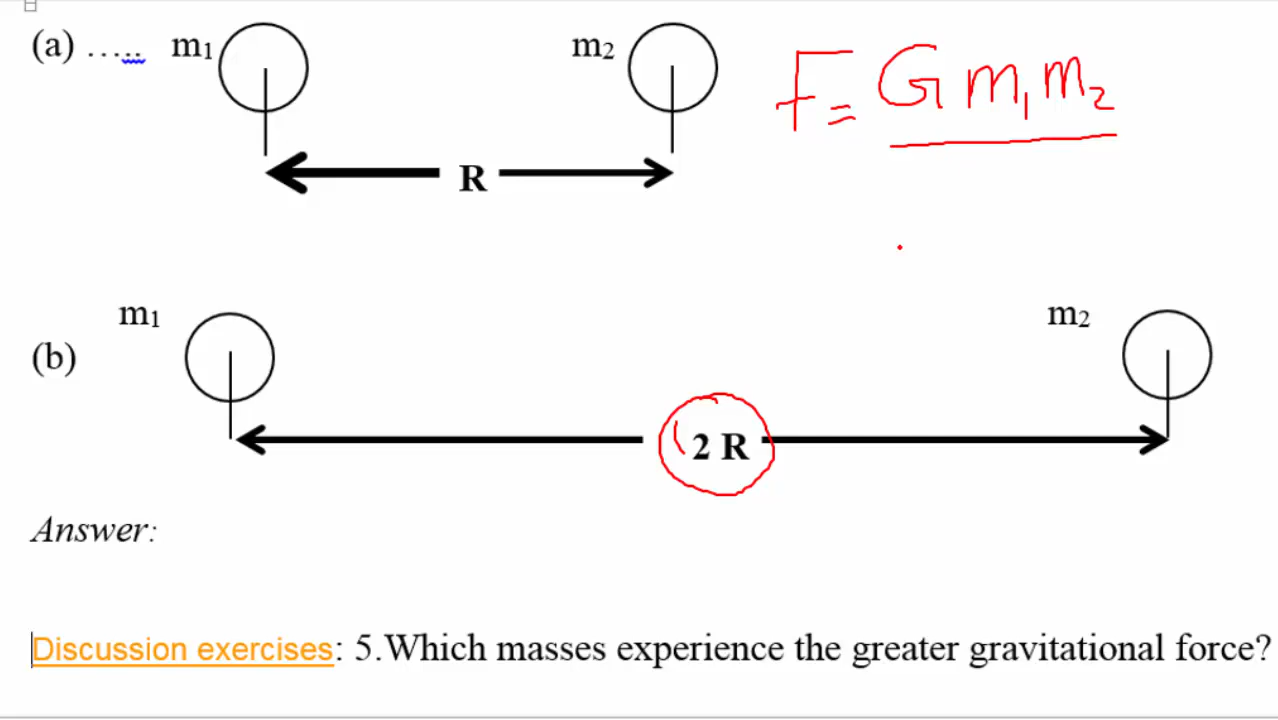 (a) ….. m₁ m₂
F = G m₁ m₂
R
m₁ m₂
(b)
2 R
Answer:
Discussion exercises: 5.Which masses experience the greater gravitational force?